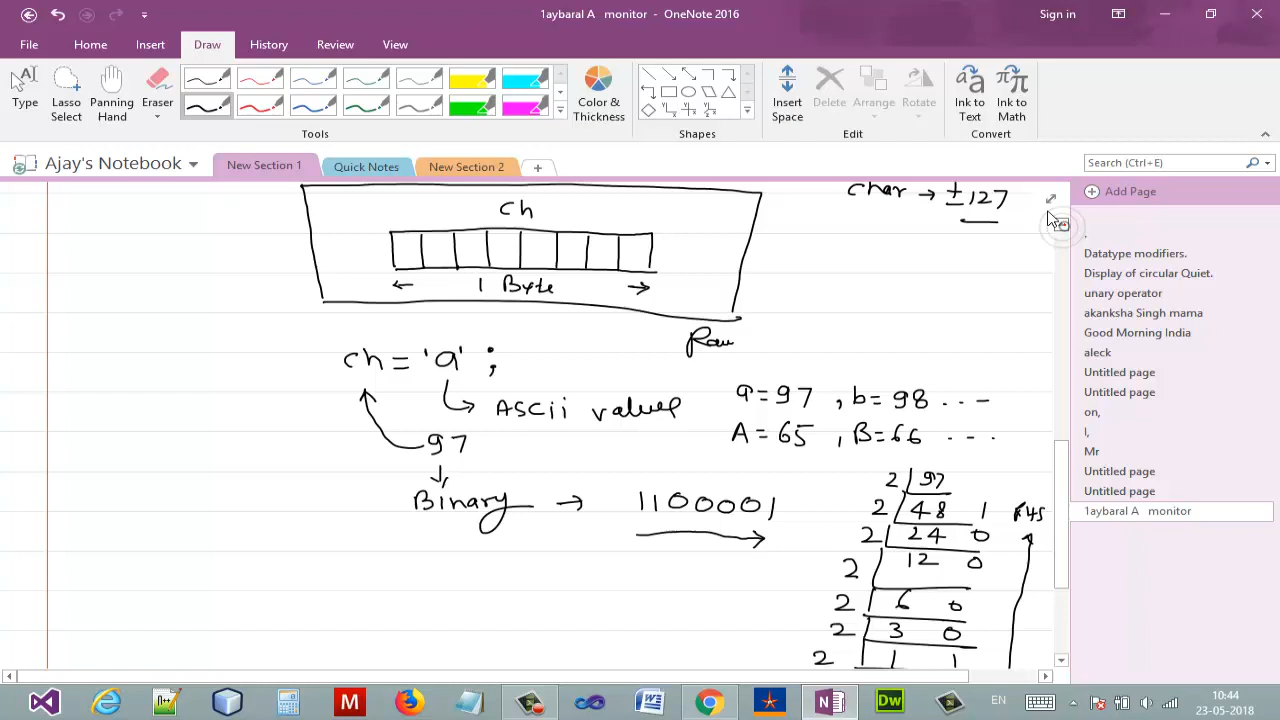 1aybaral A monitor - OneNote 2016
Sign in
File Home Insert Draw History Review View
Type
Lasso Select
Panning Hand
Eraser
Color & Thickness
Insert Space
Delete
Arrange
Rotate
Ink to Text
Ink to Math
Tools
Shapes
Edit
Convert
Ajay's Notebook
New Section 1
Quick Notes
New Section 2
Search (Ctrl+E)
Add Page
.
Datatype modifiers.
Display of circular Quiet.
unary operator
akanksha Singh mama
Good Morning India
aleck
Untitled page
Untitled page
on,
I,
Mr
Untitled page
Untitled page
1aybaral A monitor
char → ±127
ch
← 1 Byte →
Ram
ch = 'a' ;
ASCii values
97
Binary → 1100001
a = 97 , b = 98 ...
A = 65 , B = 66 ...
2 97
2 48 1
2 24 0
2 12 0
2 6 0
2 3 0
2 1 1
M
W
N
Dw
EN
10:44
23-05-2018